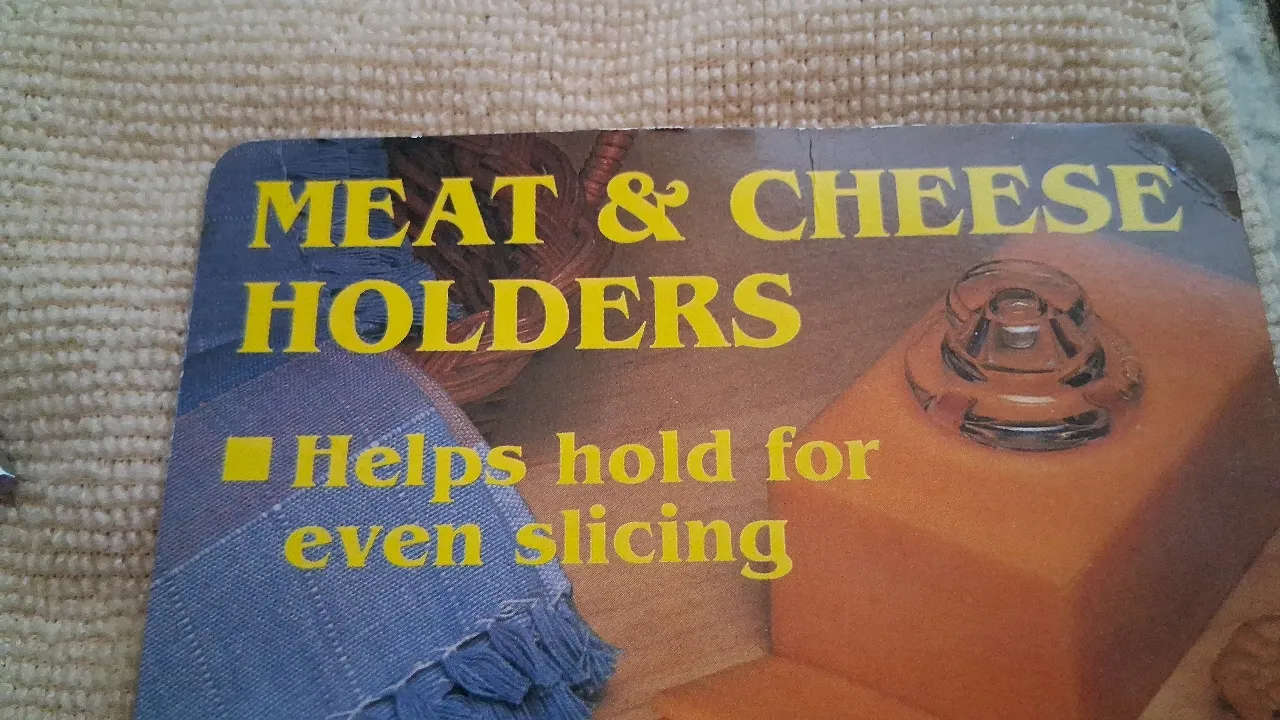 MEAT & CHEESE
HOLDERS
■ Helps hold for
even slicing